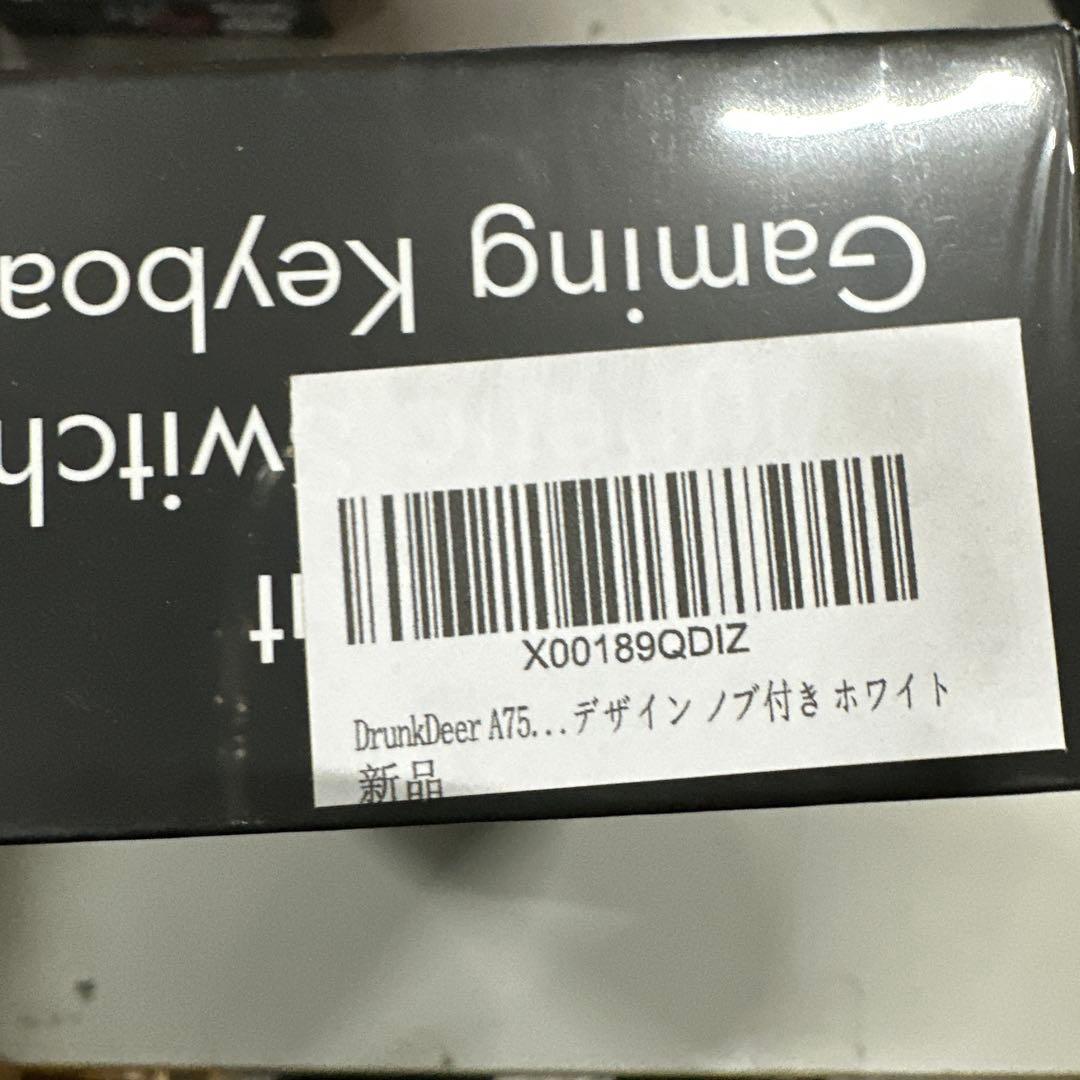 Gaming Keyboa
witch
t
X00189QDIZ
DrunkDeer A75...デザイン ノブ付き ホワイト
新品